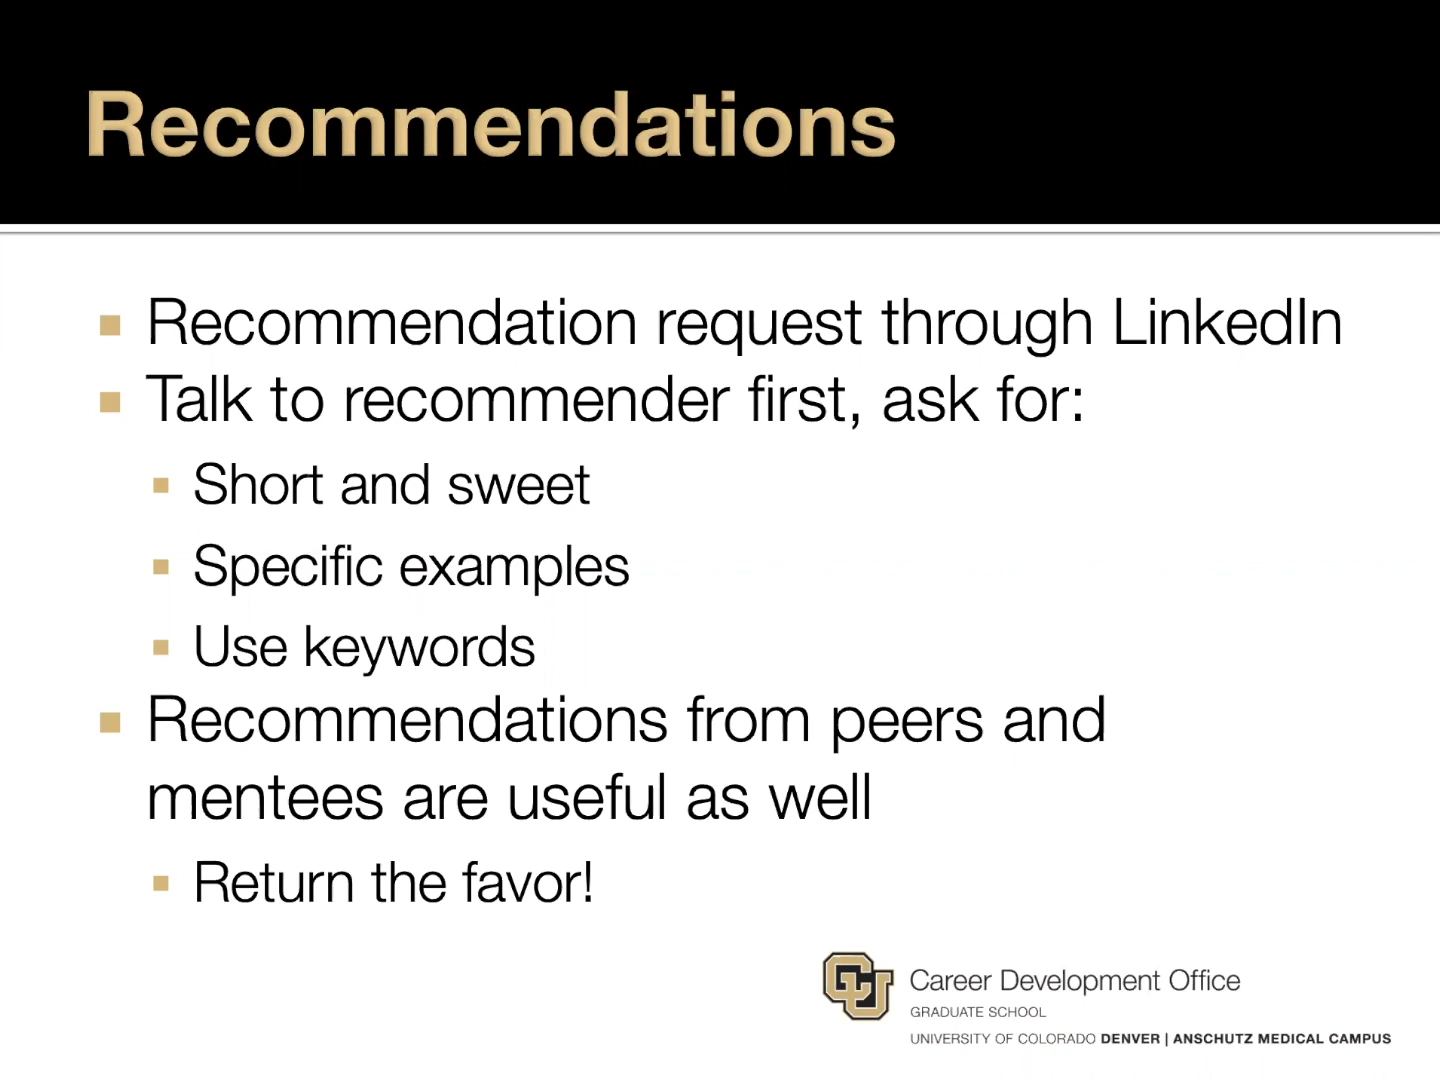 Recommendations
Recommendation request through LinkedIn
Talk to recommender first, ask for:
Short and sweet
Specific examples
Use keywords
Recommendations from peers and
mentees are useful as well
Return the favor!
CU
Career Development Office
GRADUATE SCHOOL
UNIVERSITY OF COLORADO DENVER | ANSCHUTZ MEDICAL CAMPUS